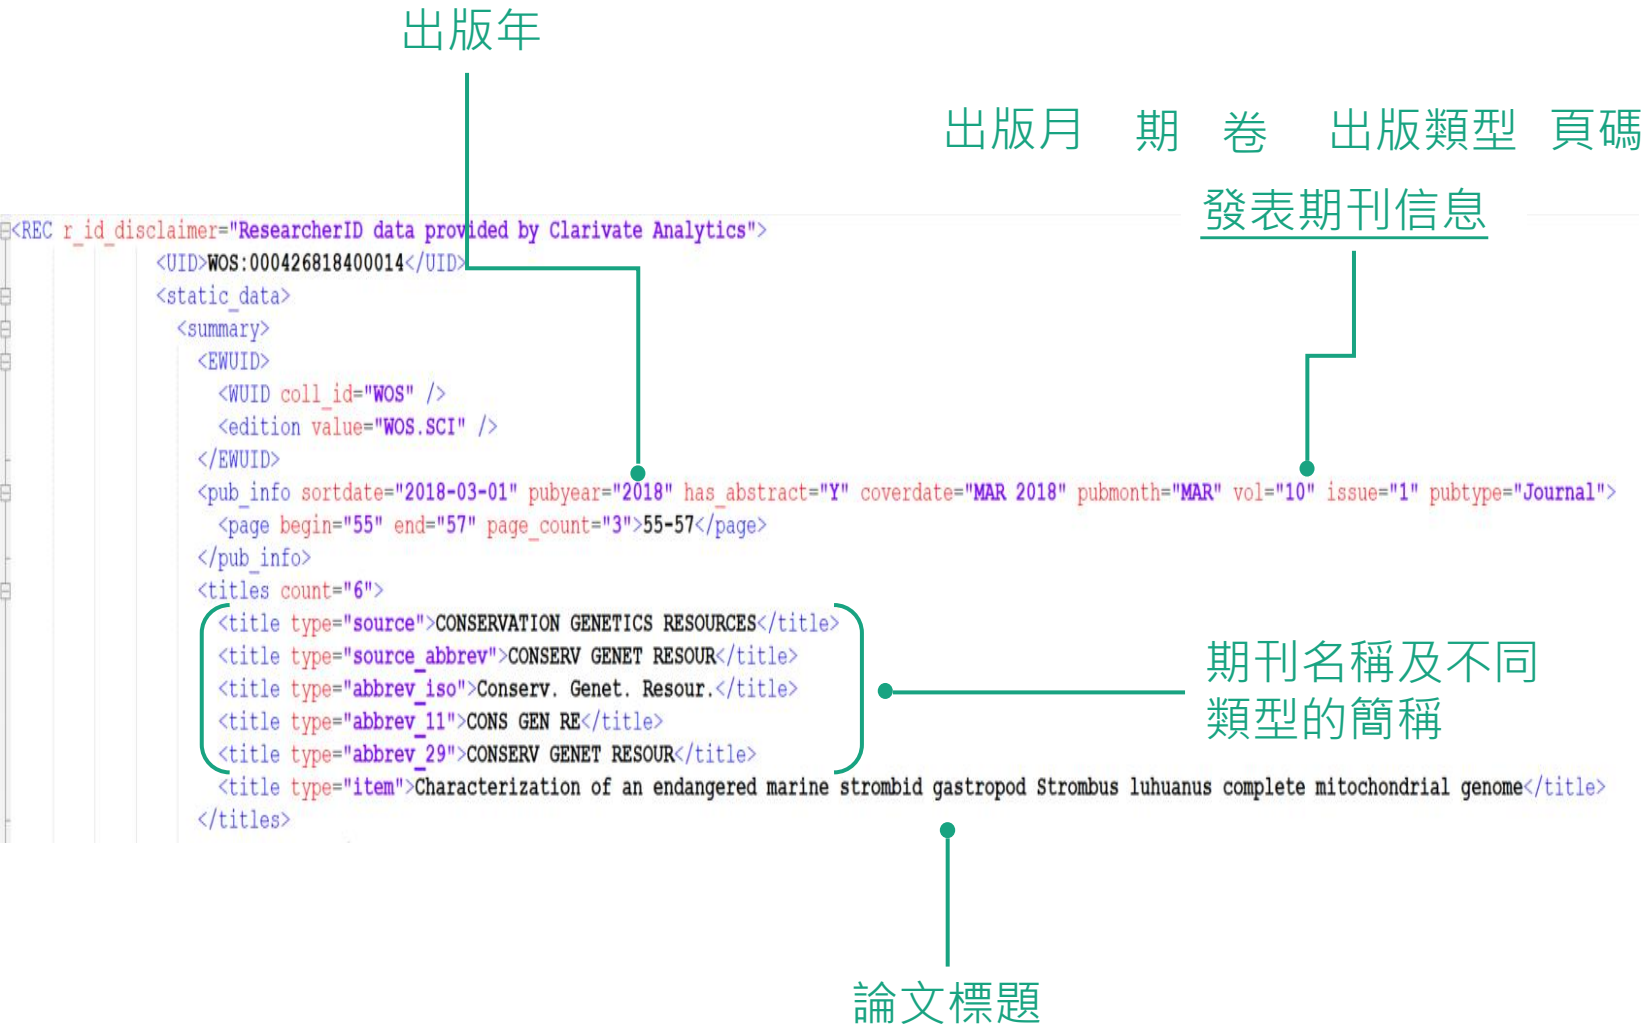 出版年
出版月 期 卷 出版類型 頁碼
發表期刊信息
<REC r_id_disclaimer="ResearcherID data provided by Clarivate Analytics">
<UID>WOS:000426818400014</UID>
<static_data>
<summary>
<EWUID>
<WUID coll_id="WOS" />
<edition value="WOS.SCI" />
</EWUID>
<pub_info sortdate="2018-03-01" pubyear="2018" has_abstract="Y" coverdate="MAR 2018" pubmonth="MAR" vol="10" issue="1" pubtype="Journal">
<page begin="55" end="57" page_count="3">55-57</page>
</pub_info>
<titles count="6">
<title type="source">CONSERVATION GENETICS RESOURCES</title>
<title type="source_abbrev">CONSERV GENET RESOUR</title>
<title type="abbrev_iso">Conserv. Genet. Resour.</title>
<title type="abbrev_11">CONS GEN RE</title>
<title type="abbrev_29">CONSERV GENET RESOUR</title>
<title type="item">Characterization of an endangered marine strombid gastropod Strombus luhuanus complete mitochondrial genome</title>
</titles>
期刊名稱及不同
類型的簡稱
論文標題